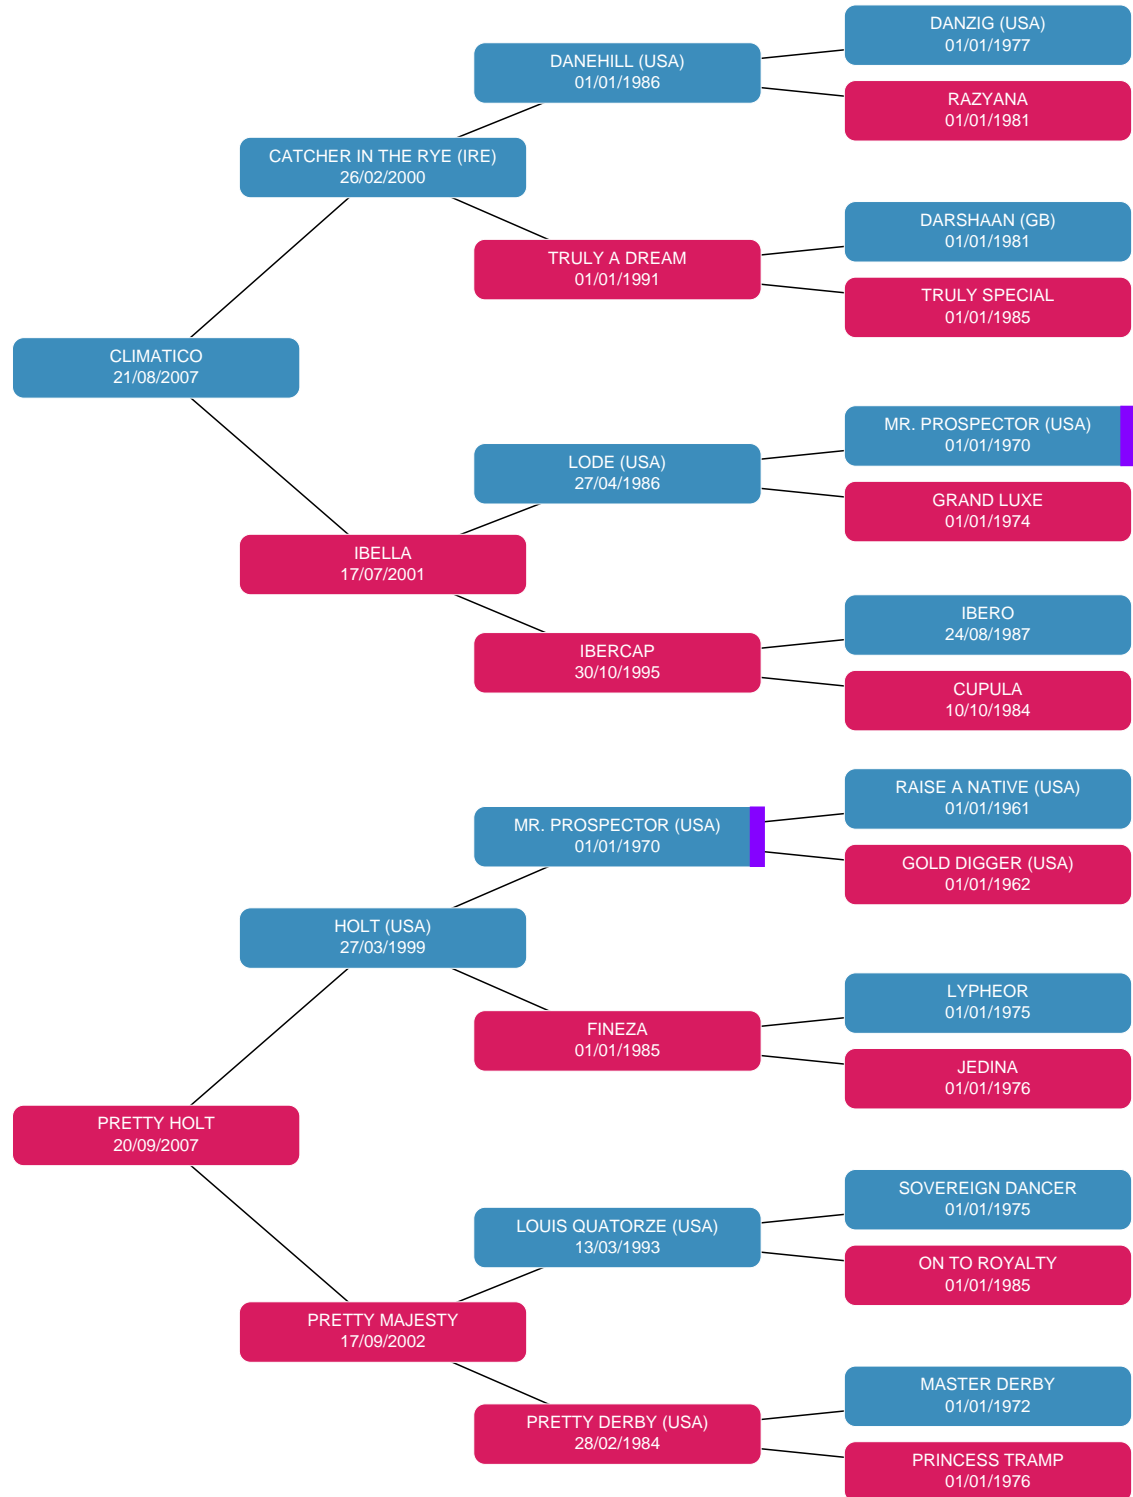 DANZIG (USA)
01/01/1977
DANEHILL (USA)
01/01/1986
RAZYANA
01/01/1981
CATCHER IN THE RYE (IRE)
26/02/2000
DARSHAAN (GB)
01/01/1981
TRULY A DREAM
01/01/1991
TRULY SPECIAL
01/01/1985
CLIMATICO
21/08/2007
MR. PROSPECTOR (USA)
01/01/1970
LODE (USA)
27/04/1986
GRAND LUXE
01/01/1974
IBELLA
17/07/2001
IBERO
24/08/1987
IBERCAP
30/10/1995
CUPULA
10/10/1984
RAISE A NATIVE (USA)
01/01/1961
MR. PROSPECTOR (USA)
01/01/1970
GOLD DIGGER (USA)
01/01/1962
HOLT (USA)
27/03/1999
LYPHEOR
01/01/1975
FINEZA
01/01/1985
JEDINA
01/01/1976
PRETTY HOLT
20/09/2007
SOVEREIGN DANCER
01/01/1975
LOUIS QUATORZE (USA)
13/03/1993
ON TO ROYALTY
01/01/1985
PRETTY MAJESTY
17/09/2002
MASTER DERBY
01/01/1972
PRETTY DERBY (USA)
28/02/1984
PRINCESS TRAMP
01/01/1976